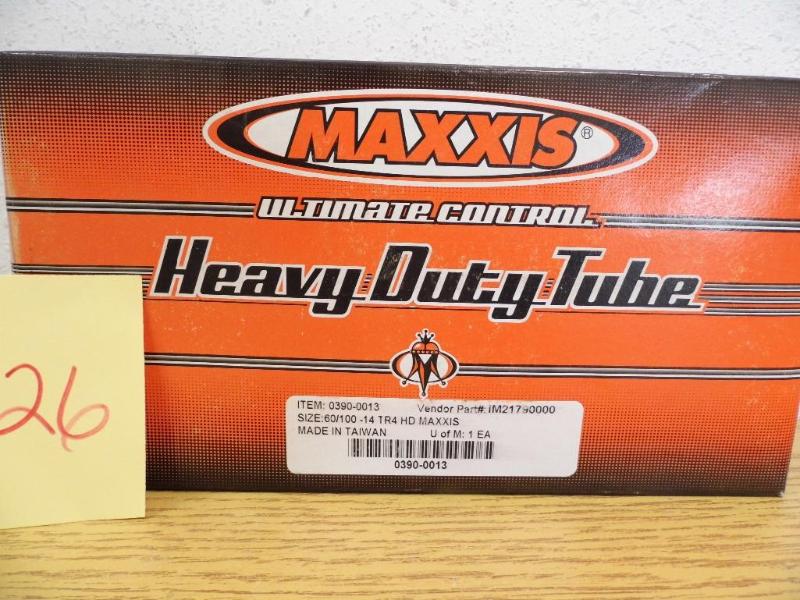 MAXXIS®
ULTIMATE CONTROL
Heavy Duty Tube
M
26
ITEM: 0390-0013 Vendor Part#: IM21790000
SIZE:60/100 -14 TR4 HD MAXXIS
MADE IN TAIWAN U of M: 1 EA
0390-0013